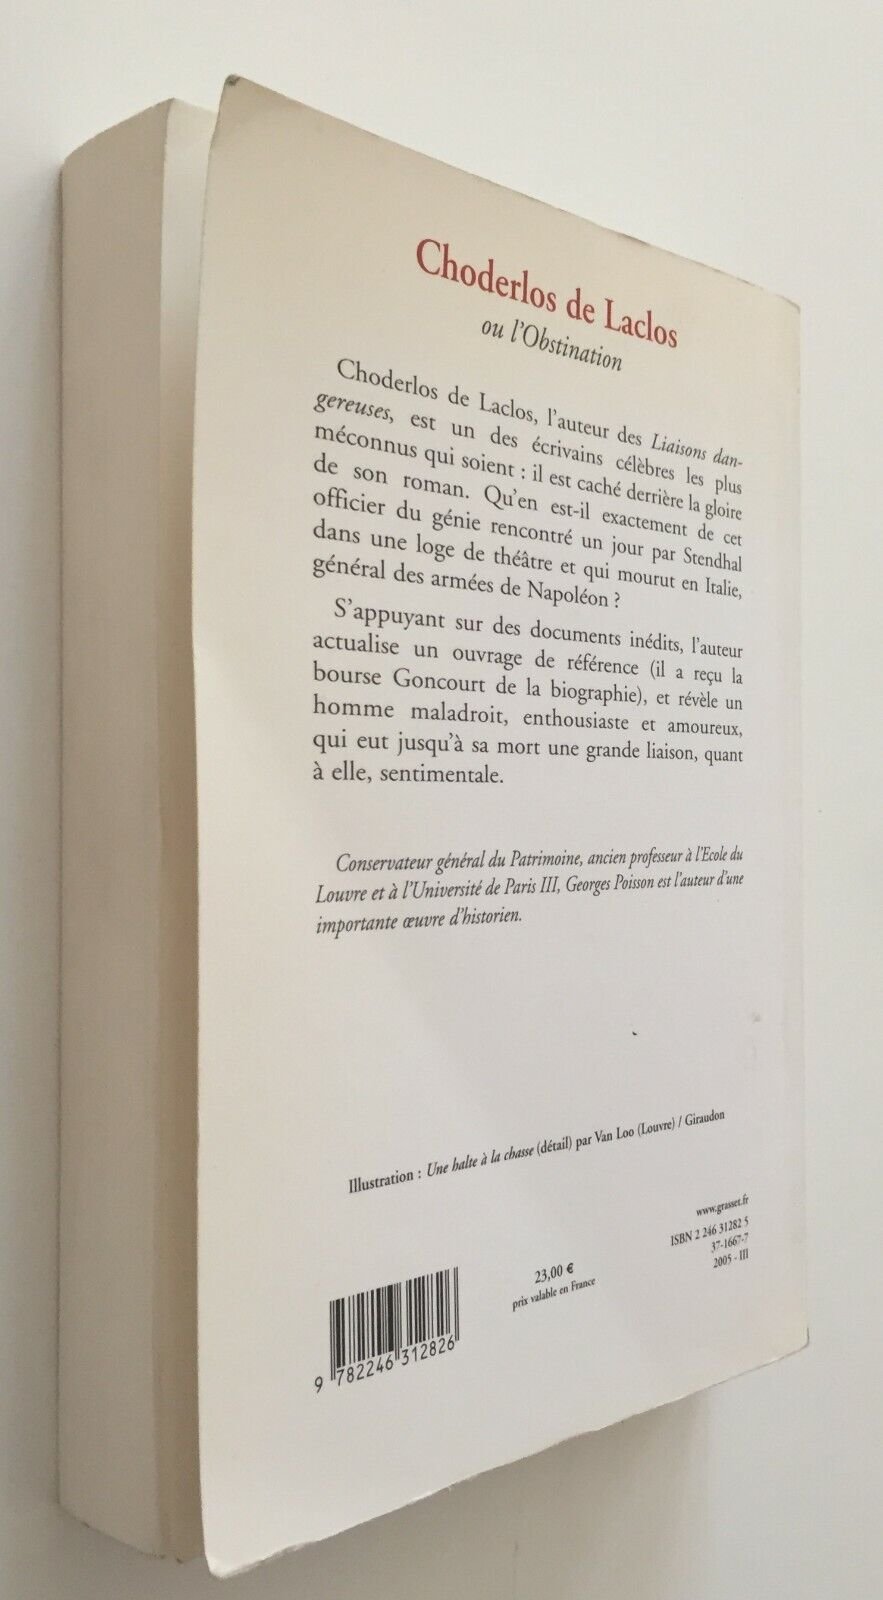 Choderlos de Laclos
ou l'Obstination
Choderlos de Laclos, l'auteur des Liaisons dan-
gereuses, est un des écrivains célèbres les plus
méconnus qui soient : il est caché derrière la gloire
de son roman. Qu'en est-il exactement de cet
officier du génie rencontré un jour par Stendhal
dans une loge de théâtre et qui mourut en Italie,
général des armées de Napoléon ?
S'appuyant sur des documents inédits, l'auteur
actualise un ouvrage de référence (il a reçu la
bourse Goncourt de la biographie), et révèle un
homme maladroit, enthousiaste et amoureux,
qui eut jusqu'à sa mort une grande liaison, quant
à elle, sentimentale.
Conservateur général du Patrimoine, ancien professeur à l'Ecole du
Louvre et à l'Université de Paris III, Georges Poisson est l'auteur d'une
importante œuvre d'historien.
Illustration : Une halte à la chasse (détail) par Van Loo (Louvre) / Giraudon
www.grasset.fr
ISBN 2 246 31282 5
37-1667-7
2005 - III
23,00 €
prix valable en France
9 782246 312826